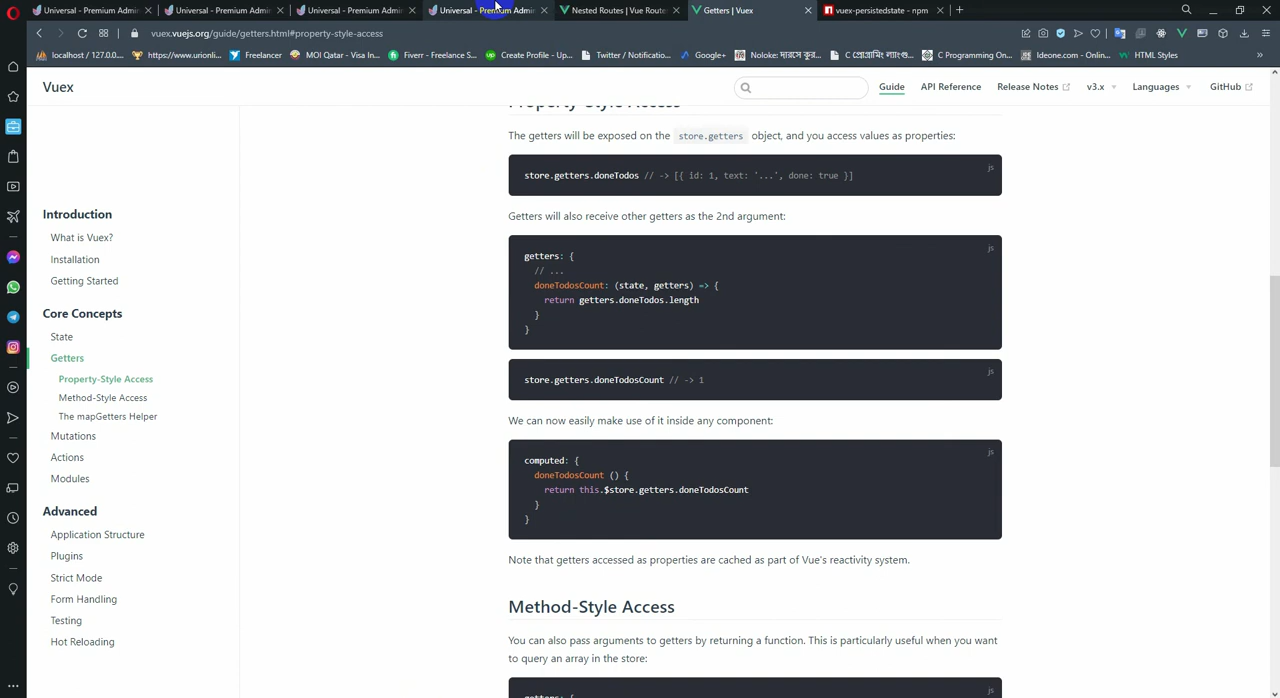 Universal - Premium Admin
Universal - Premium Admin
Universal - Premium Admin
Universal - Premium Admin
Nested Routes | Vue Route
Getters | Vuex
vuex-persistedstate - npm
vuex.vuejs.org/guide/getters.html#property-style-access
localhost / 127.0.0....
https://www.urionli...
Freelancer
MOI Qatar - Visa In...
Fiverr - Freelance S...
Create Profile - Up...
Twitter / Notificatio...
Google+
C Programming On...
Ideone.com - Onlin...
HTML Styles
Vuex
Guide
API Reference
Release Notes
v3.x
Languages
GitHub
Introduction
What is Vuex?
Installation
Getting Started
Core Concepts
State
Getters
Property-Style Access
Method-Style Access
The mapGetters Helper
Mutations
Actions
Modules
Advanced
Application Structure
Plugins
Strict Mode
Form Handling
Testing
Hot Reloading
Property-Style Access
The getters will be exposed on the store.getters object, and you access values as properties:
js
store.getters.doneTodos // -> [{ id: 1, text: '...', done: true }]
Getters will also receive other getters as the 2nd argument:
js
getters: {
// ...
doneTodosCount: (state, getters) => {
return getters.doneTodos.length
}
}
js
store.getters.doneTodosCount // -> 1
We can now easily make use of it inside any component:
js
computed: {
doneTodosCount () {
return this.$store.getters.doneTodosCount
}
}
Note that getters accessed as properties are cached as part of Vue's reactivity system.
Method-Style Access
You can also pass arguments to getters by returning a function. This is particularly useful when you want
to query an array in the store:
js
getters: {